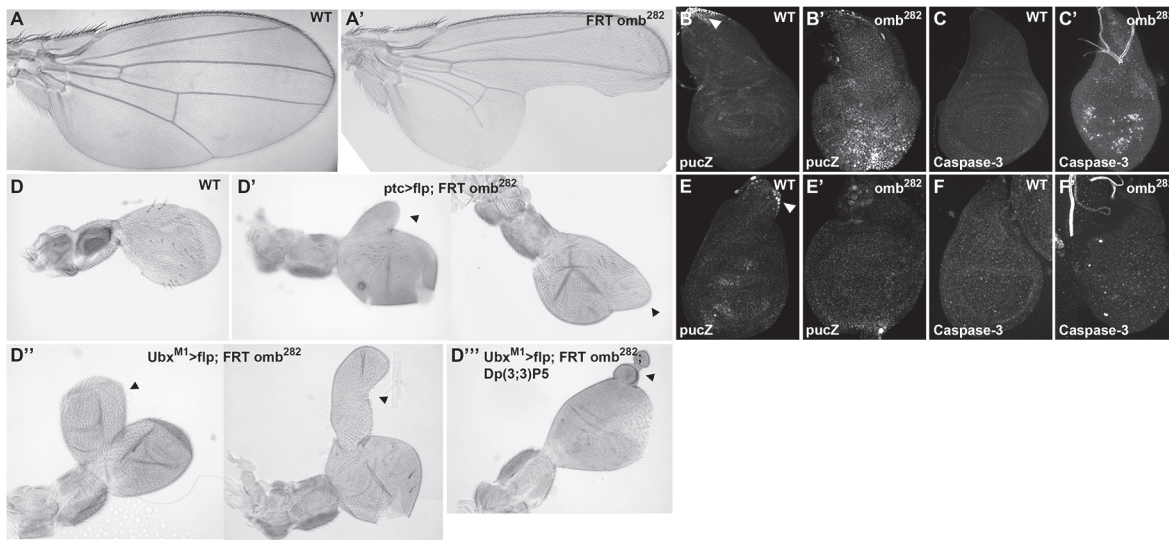 A WT
A' FRT omb282
B WT
pucZ
B'
pucZ
C WT
Caspase-3
C' omb282
Caspase-3
D WT
D' ptc>flp; FRT omb282
E WT
pucZ
E' omb282
pucZ
F WT
Caspase-3
F' omb282
Caspase-3
D'' UbxM1>flp; FRT omb282
D''' UbxM1>flp; FRT omb282;
Dp(3;3)P5